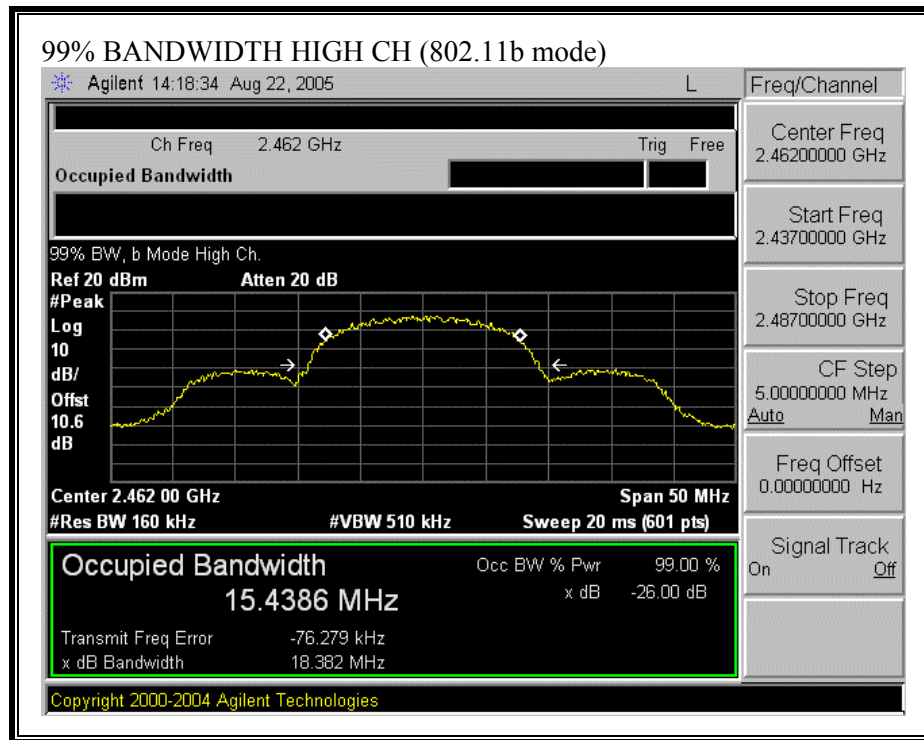 99% BANDWIDTH HIGH CH (802.11b mode)
Agilent 14:18:34 Aug 22, 2005 L
Freq/Channel
Ch Freq 2.462 GHz Trig Free
Occupied Bandwidth
Center Freq
2.46200000 GHz
Start Freq
2.43700000 GHz
Stop Freq
2.48700000 GHz
CF Step
5.00000000 MHz
Auto Man
Freq Offset
0.00000000 Hz
Signal Track
On Off
99% BW, b Mode High Ch.
Ref 20 dBm Atten 20 dB
#Peak
Log
10
dB/
Offst
10.6
dB
Center 2.462 00 GHz Span 50 MHz
#Res BW 160 kHz #VBW 510 kHz Sweep 20 ms (601 pts)
Occupied Bandwidth
15.4386 MHz
Occ BW % Pwr 99.00 %
x dB -26.00 dB
Transmit Freq Error -76.279 kHz
x dB Bandwidth 18.382 MHz
Copyright 2000-2004 Agilent Technologies